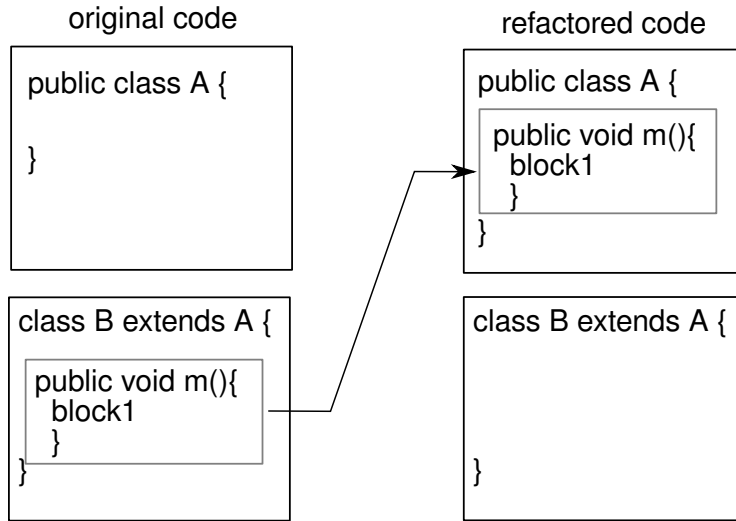 original code
public class A {
}
class B extends A {
public void m(){
block1
}
}
refactored code
public class A {
public void m(){
block1
}
}
class B extends A {
}